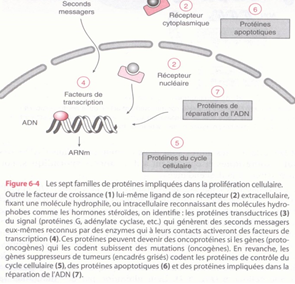 Seconds
messagers
2
Récepteur
cytoplasmique
6
Protéines
apoptotiques
2
Récepteur
nucléaire
4
Facteurs de
transcription
7
Protéines de
réparation de l'ADN
ADN
ARNm
5
Protéines du cycle
cellulaire
Figure 6-4 Les sept familles de protéines impliquées dans la prolifération cellulaire.
Outre le facteur de croissance (1) lui-même ligand de son récepteur (2) extracellulaire,
fixant une molécule hydrophile, ou intracellulaire reconnaissant des molécules hydro-
phobes comme les hormones stéroïdes, on identifie : les protéines transductrices (3)
du signal (protéines G, adénylate cyclase, etc.) qui génèrent des seconds messagers
eux-mêmes reconnus par des enzymes qui à leurs contacts activeront des facteurs de
transcription (4). Ces protéines peuvent devenir des oncoprotéines si les gènes (proto-
oncogènes) qui les codent subissent des mutations (oncogènes). En revanche, les
gènes suppresseurs de tumeurs (encadrés grisés) codent les protéines de contrôle du
cycle cellulaire (5), des protéines apoptotiques (6) et des protéines impliquées dans la
réparation de l'ADN (7).